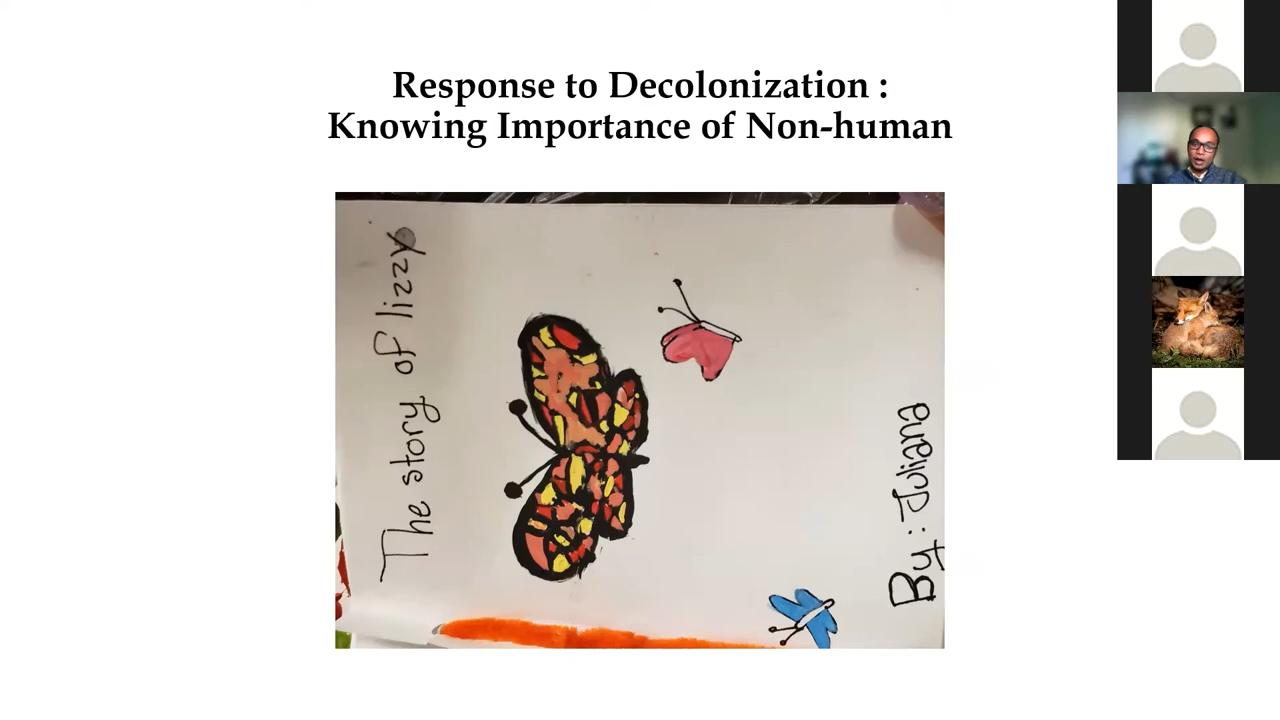 Response to Decolonization :
Knowing Importance of Non-human
The story of lizzy
By: Juliana